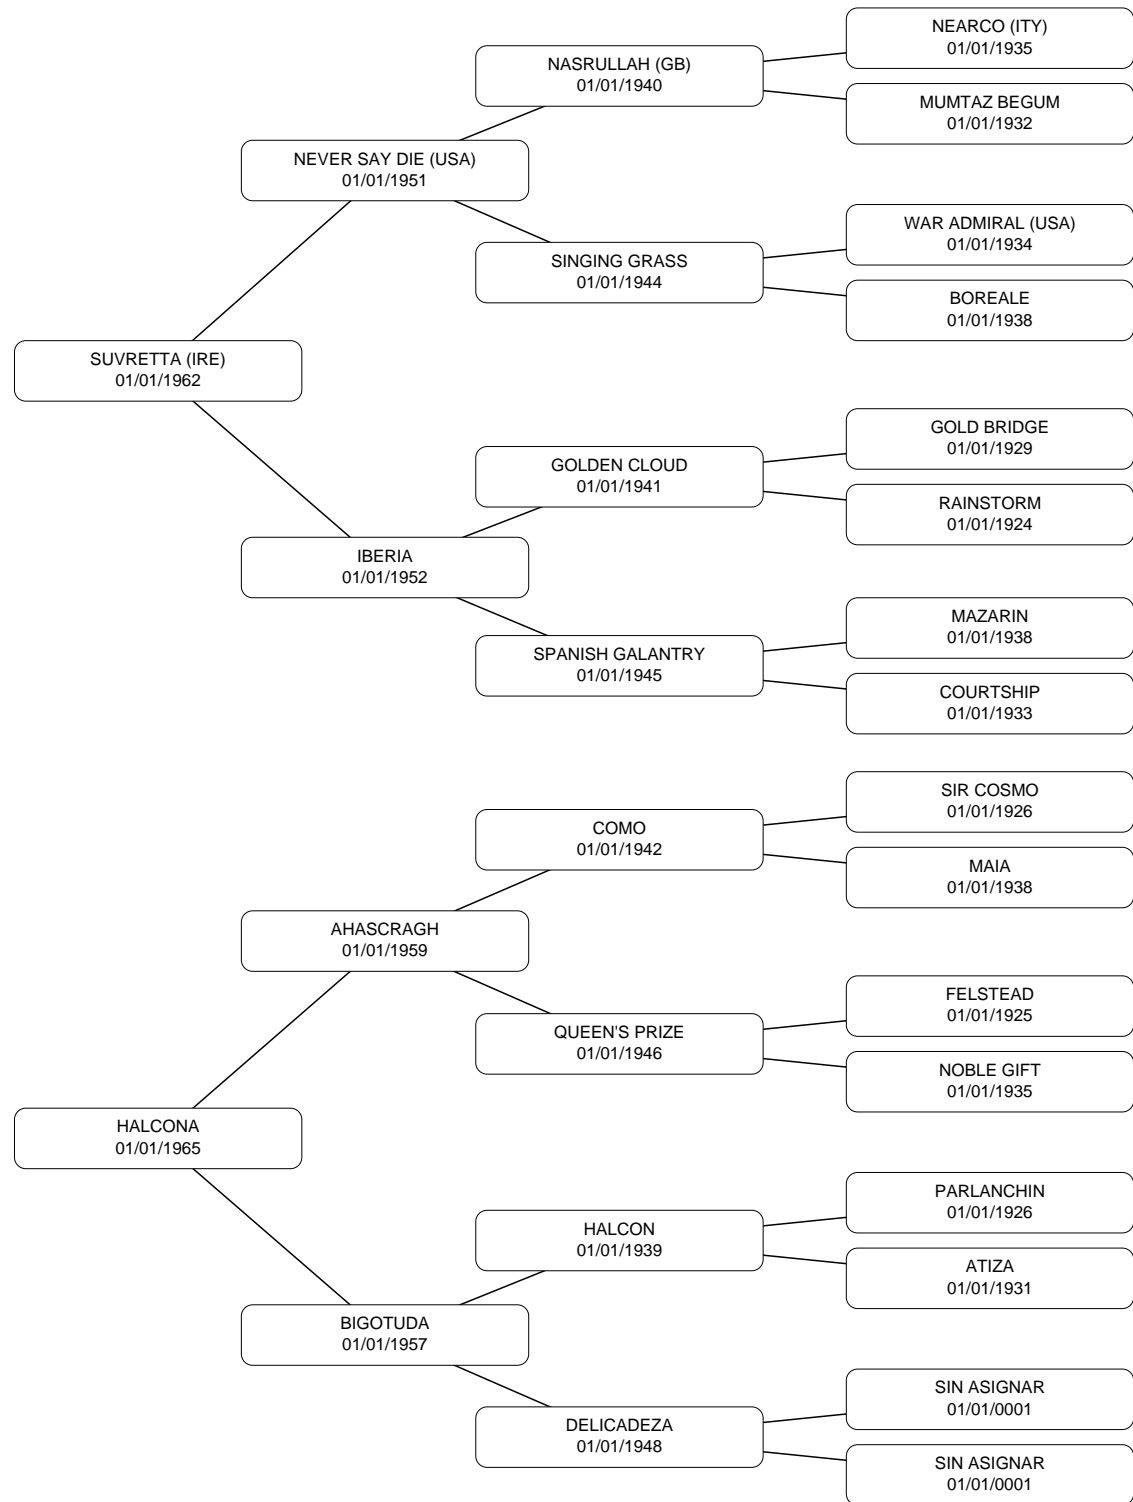 NEARCO (ITY)
01/01/1935
NASRULLAH (GB)
01/01/1940
MUMTAZ BEGUM
01/01/1932
NEVER SAY DIE (USA)
01/01/1951
WAR ADMIRAL (USA)
01/01/1934
SINGING GRASS
01/01/1944
BOREALE
01/01/1938
SUVRETTA (IRE)
01/01/1962
GOLD BRIDGE
01/01/1929
GOLDEN CLOUD
01/01/1941
RAINSTORM
01/01/1924
IBERIA
01/01/1952
MAZARIN
01/01/1938
SPANISH GALANTRY
01/01/1945
COURTSHIP
01/01/1933
SIR COSMO
01/01/1926
COMO
01/01/1942
MAIA
01/01/1938
AHASCRAGH
01/01/1959
FELSTEAD
01/01/1925
QUEEN'S PRIZE
01/01/1946
NOBLE GIFT
01/01/1935
HALCONA
01/01/1965
PARLANCHIN
01/01/1926
HALCON
01/01/1939
ATIZA
01/01/1931
BIGOTUDA
01/01/1957
SIN ASIGNAR
01/01/0001
DELICADEZA
01/01/1948
SIN ASIGNAR
01/01/0001